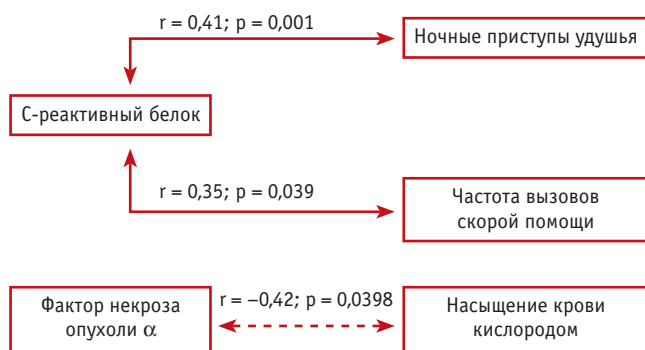 r = 0,41; p = 0,001
Ночные приступы удушья
С-реактивный белок
r = 0,35; p = 0,039
Частота вызовов
скорой помощи
Фактор некроза
опухоли α
r = −0,42; p = 0,0398
Насыщение крови
кислородом